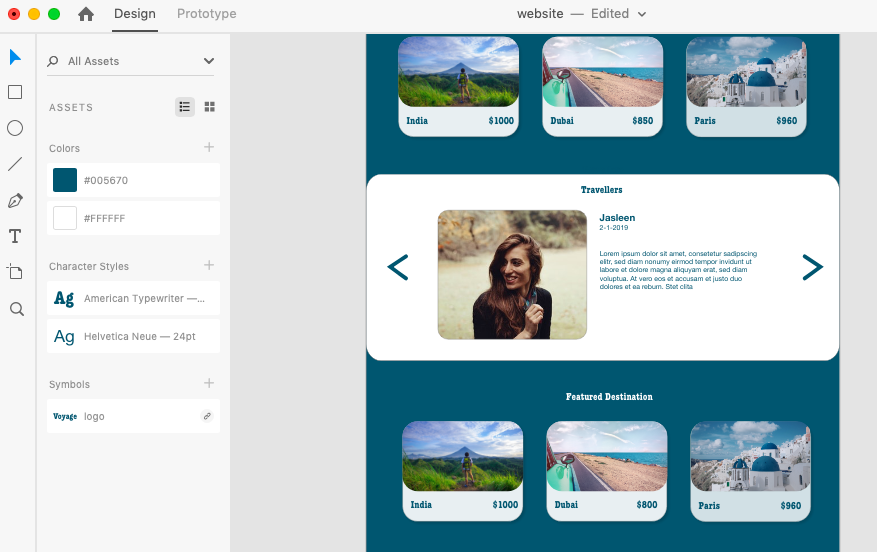 Design Prototype website — Edited
All Assets
ASSETS
Colors
#005670
#FFFFFF
Character Styles
Ag American Typewriter —...
Ag Helvetica Neue — 24pt
Symbols
Voyage logo
T
India $1000
Dubai $850
Paris $960
Travellers
Jasleen
2-1-2019
Lorem ipsum dolor sit amet, consetetur sadipscing
elitr, sed diam nonumy eirmod tempor invidunt ut
labore et dolore magna aliquyam erat, sed diam
voluptua. At vero eos et accusam et justo duo
dolores et ea rebum. Stet clita
Featured Destination
India $1000
Dubai $800
Paris $960